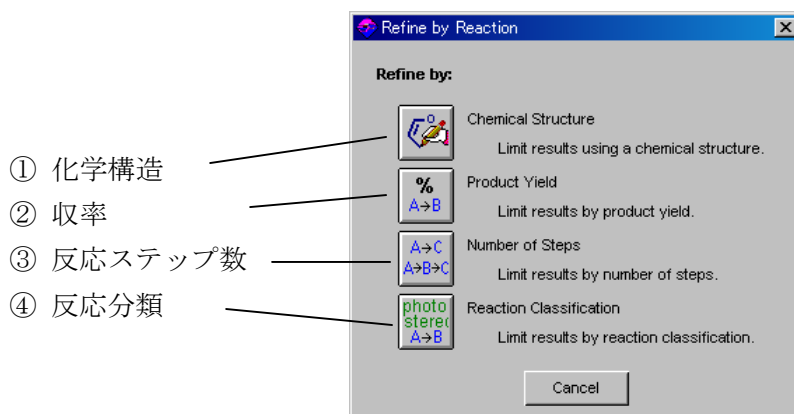 Refine by Reaction
Refine by:
① 化学構造
Chemical Structure
Limit results using a chemical structure.
② 収率
%
A→B
Product Yield
Limit results by product yield.
③ 反応ステップ数
A→C
A→B→C
Number of Steps
Limit results by number of steps.
④ 反応分類
photo
stereo
A→B
Reaction Classification
Limit results by reaction classification.
Cancel